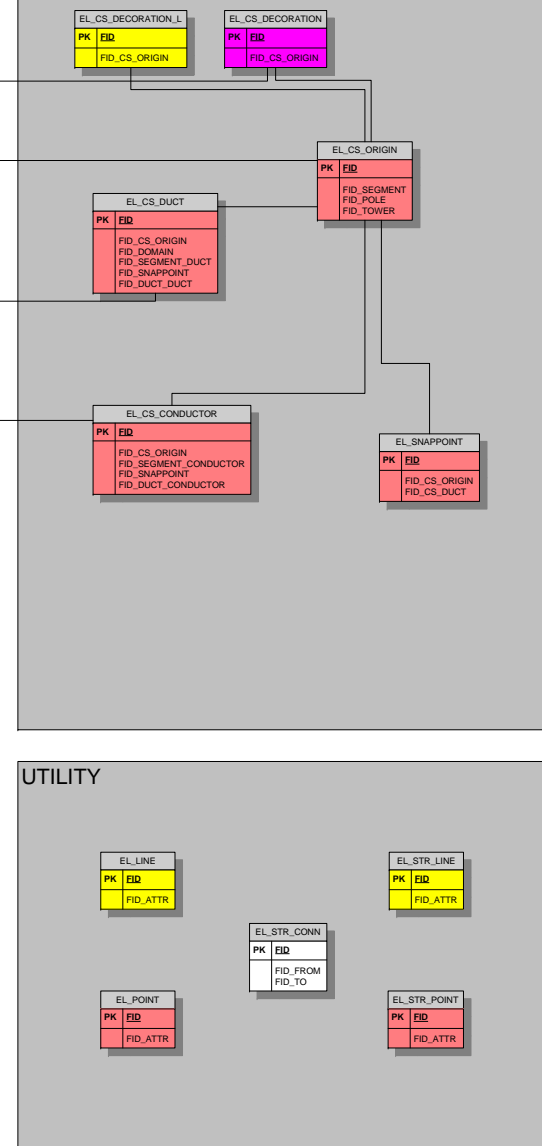 EL_CS_DECORATION_L
PK FID
FID_CS_ORIGIN
EL_CS_DECORATION
PK FID
FID_CS_ORIGIN
EL_CS_ORIGIN
PK FID
FID_SEGMENT
FID_POLE
FID_TOWER
EL_CS_DUCT
PK FID
FID_CS_ORIGIN
FID_DOMAIN
FID_SEGMENT_DUCT
FID_SNAPPOINT
FID_DUCT_DUCT
EL_CS_CONDUCTOR
PK FID
FID_CS_ORIGIN
FID_SEGMENT_CONDUCTOR
FID_SNAPPOINT
FID_DUCT_CONDUCTOR
EL_SNAPPOINT
PK FID
FID_CS_ORIGIN
FID_CS_DUCT
UTILITY
EL_LINE
PK FID
FID_ATTR
EL_STR_LINE
PK FID
FID_ATTR
EL_STR_CONN
PK FID
FID_FROM
FID_TO
EL_POINT
PK FID
FID_ATTR
EL_STR_POINT
PK FID
FID_ATTR